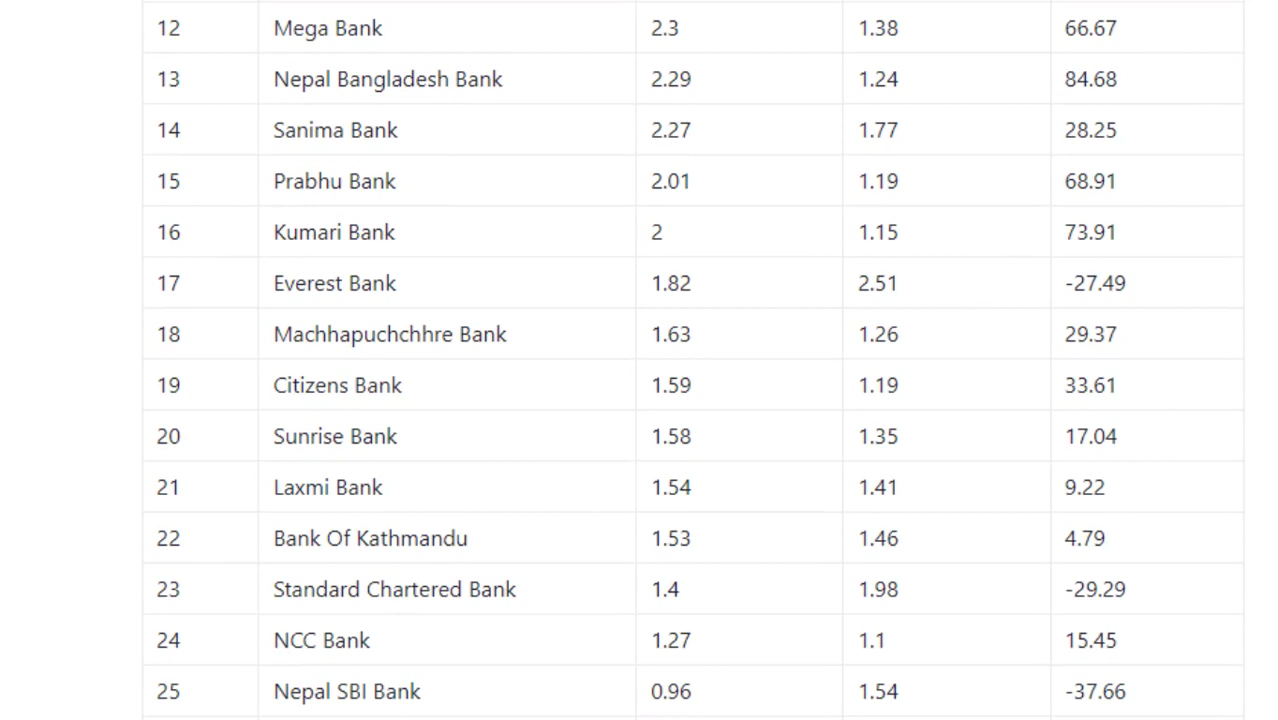 12 Mega Bank 2.3 1.38 66.67
13 Nepal Bangladesh Bank 2.29 1.24 84.68
14 Sanima Bank 2.27 1.77 28.25
15 Prabhu Bank 2.01 1.19 68.91
16 Kumari Bank 2 1.15 73.91
17 Everest Bank 1.82 2.51 -27.49
18 Machhapuchchhre Bank 1.63 1.26 29.37
19 Citizens Bank 1.59 1.19 33.61
20 Sunrise Bank 1.58 1.35 17.04
21 Laxmi Bank 1.54 1.41 9.22
22 Bank Of Kathmandu 1.53 1.46 4.79
23 Standard Chartered Bank 1.4 1.98 -29.29
24 NCC Bank 1.27 1.1 15.45
25 Nepal SBI Bank 0.96 1.54 -37.66